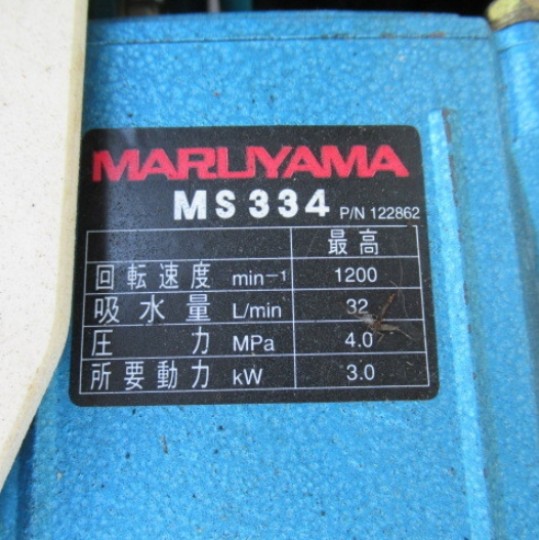 MARUYAMA
MS334 P/N 122862
最高
回転速度 min-1 1200
吸水量 L/min 32
圧力 MPa 4.0
所要動力 kW 3.0